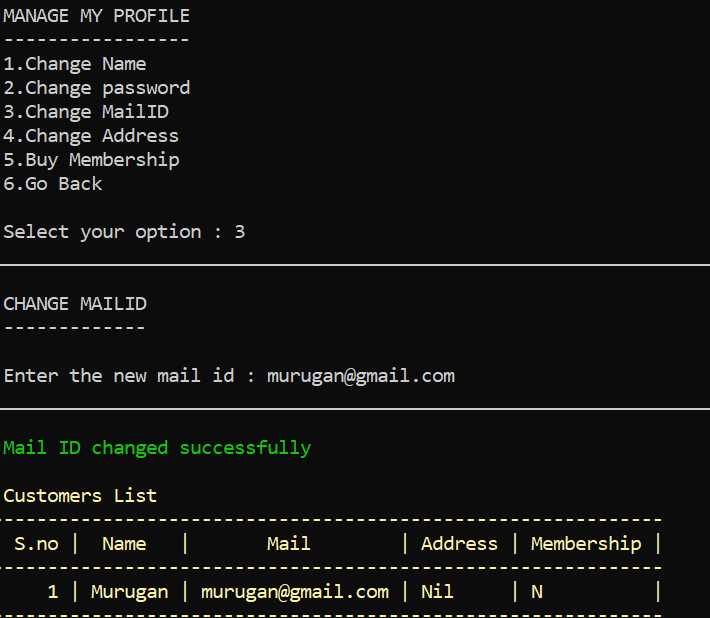 MANAGE MY PROFILE
-----------------
1.Change Name
2.Change password
3.Change MailID
4.Change Address
5.Buy Membership
6.Go Back
Select your option : 3
CHANGE MAILID
-------------
Enter the new mail id : murugan@gmail.com
Mail ID changed successfully
Customers List
------------------------------------------------------------
S.no |  Name   |       Mail        | Address | Membership |
------------------------------------------------------------
1 | Murugan | murugan@gmail.com | Nil     | N          |
------------------------------------------------------------